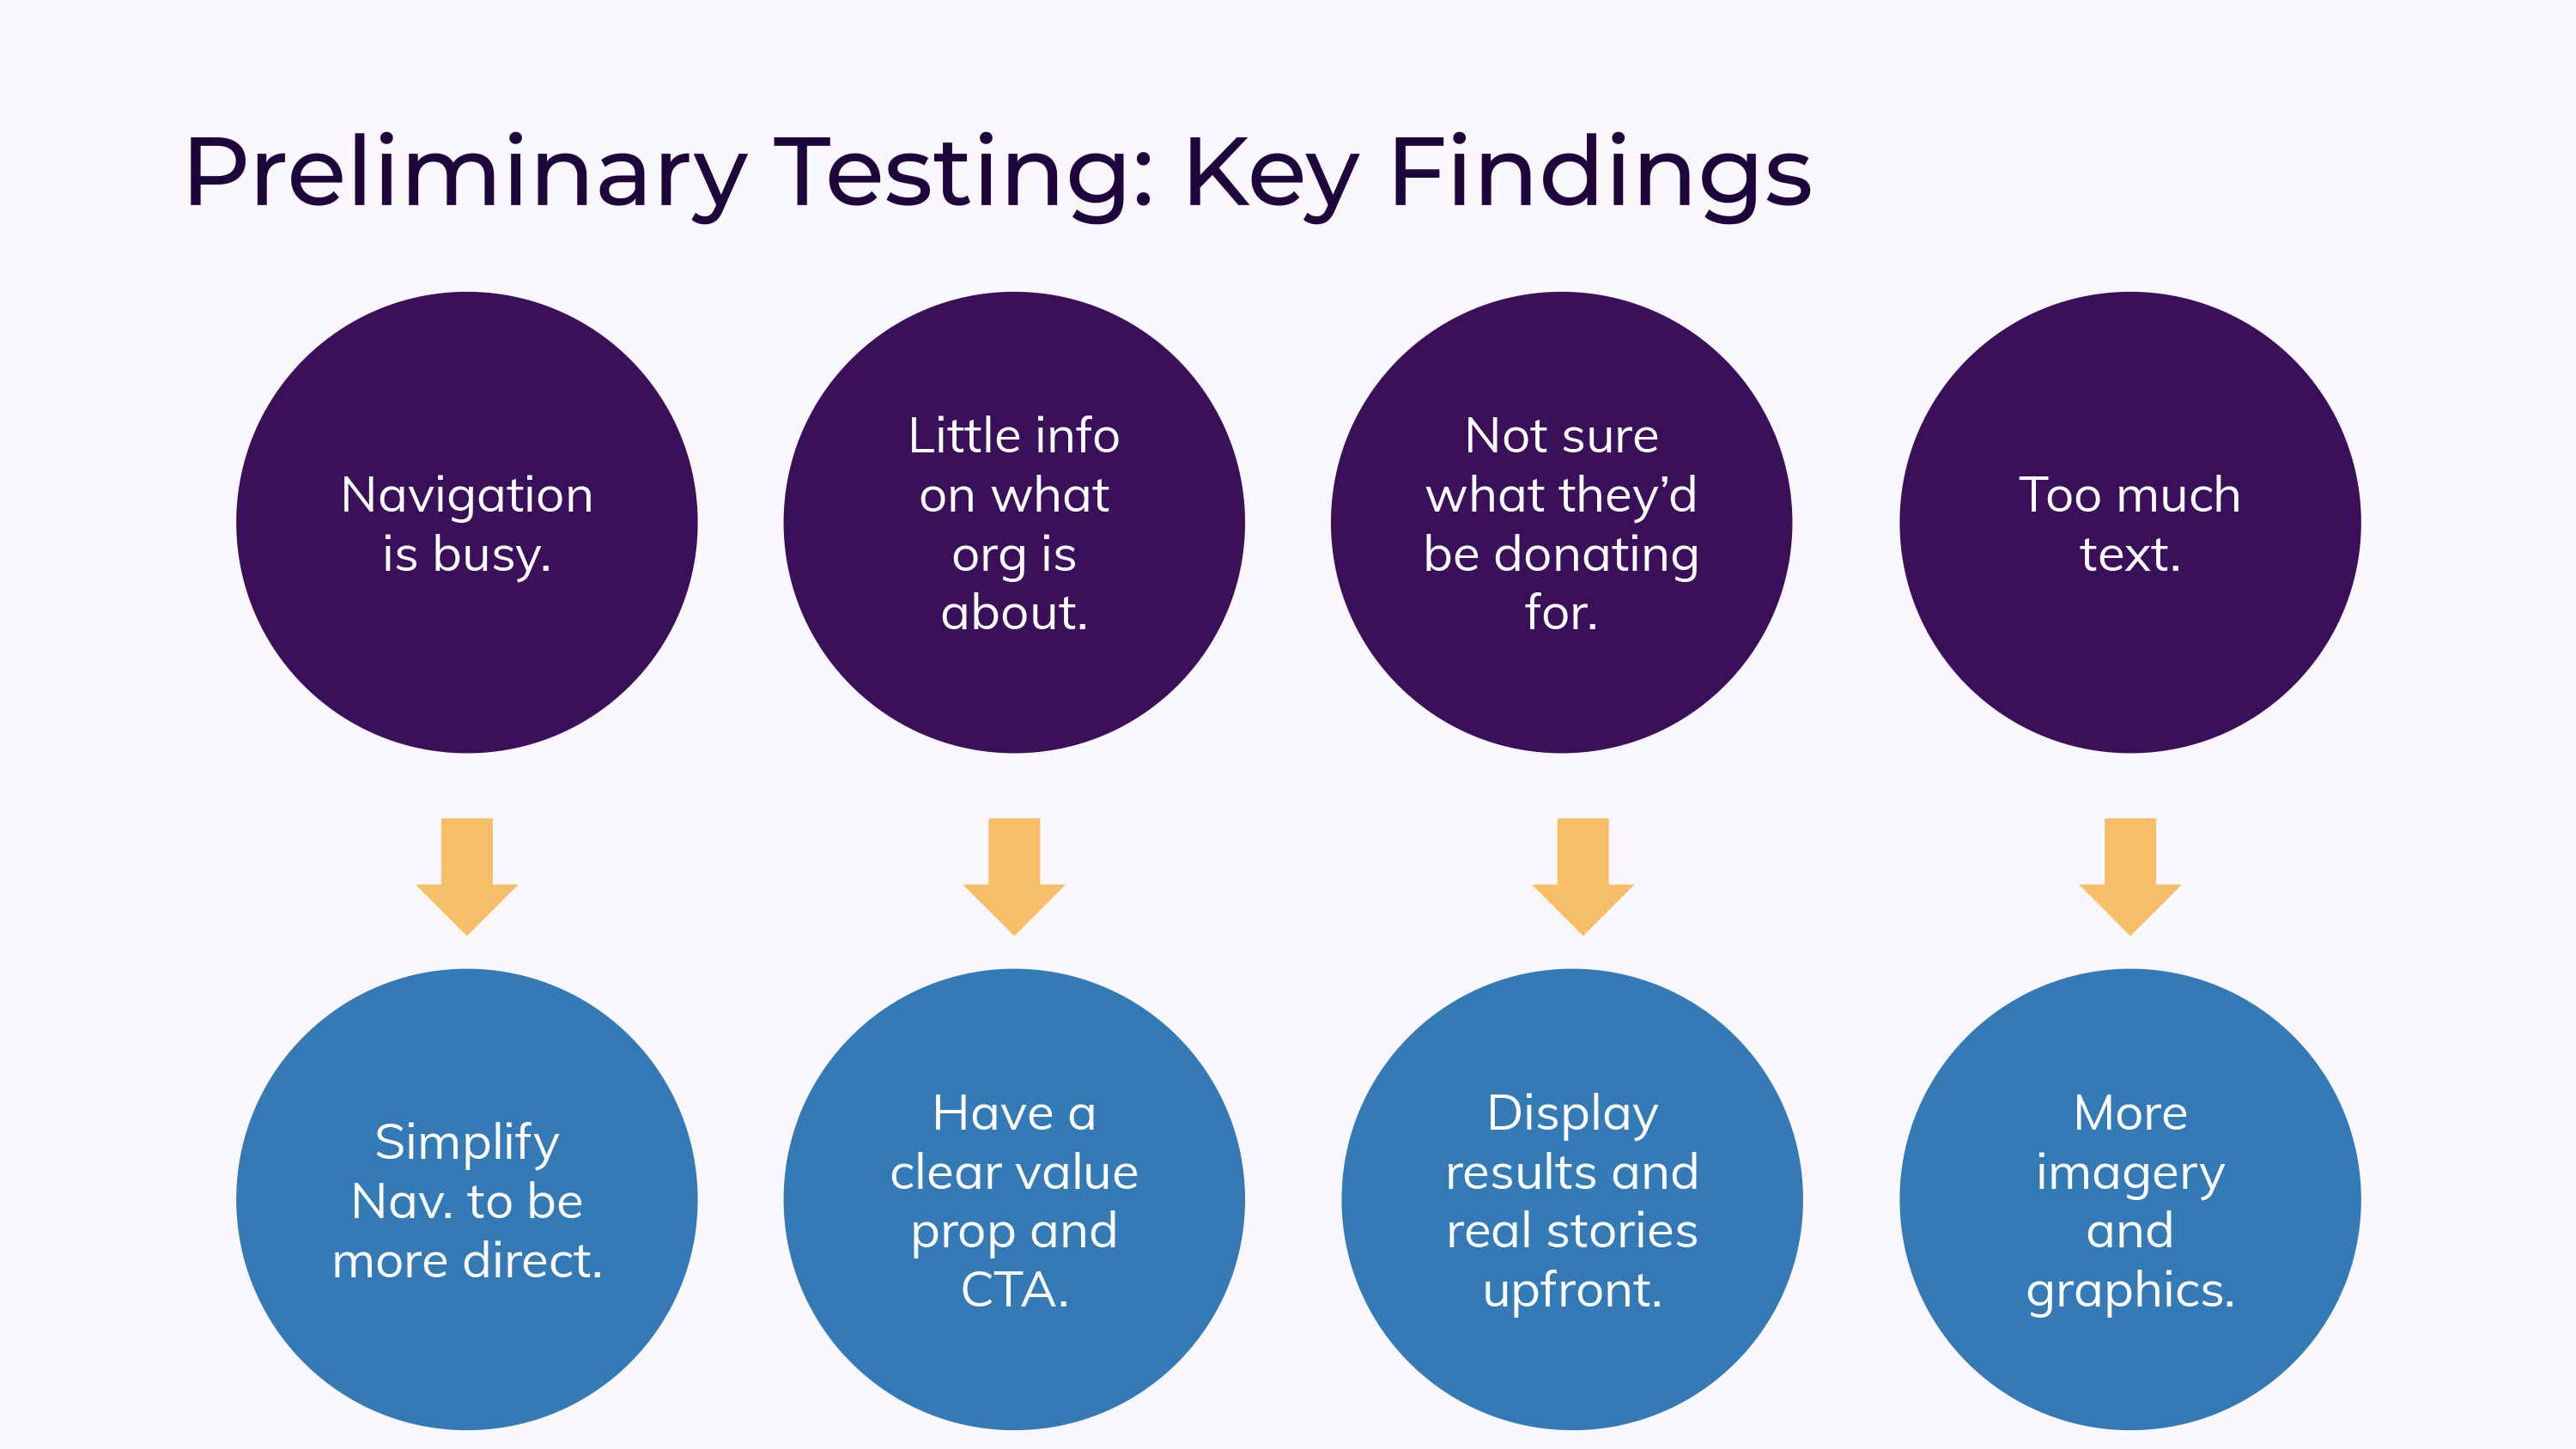 Preliminary Testing: Key Findings
Navigation
is busy.
Little info
on what
org is
about.
Not sure
what they’d
be donating
for.
Too much
text.
Simplify
Nav. to be
more direct.
Have a
clear value
prop and
CTA.
Display
results and
real stories
upfront.
More
imagery
and
graphics.